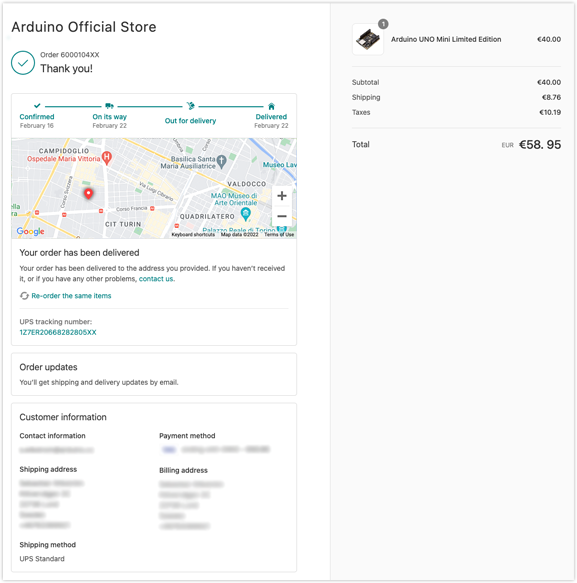 Arduino Official Store
Order 6000104XX
Thank you!
Confirmed
February 16
On its way
February 22
Out for delivery
Delivered
February 22
CAMPIDOGLIO
Ospedale Maria Vittoria
Basilica Santa
Maria Ausiliatrice
Museo Lav
VALDOCCO
Via Luigi Cibrario
Corso Svizzera
MAO Museo di
Arte Orientale
Corso Francia
QUADRILATERO
CIT TURIN
Palazzo Reale di Torino
Google
Keyboard shortcuts
Map data ©2022
Terms of Use
+
−
Your order has been delivered
Your order has been delivered to the address you provided. If you haven't received
it, or if you have any other problems, contact us.
Re-order the same items
UPS tracking number:
1Z7ER20668282805XX
Order updates
You'll get shipping and delivery updates by email.
Customer information
Contact information
Payment method
Shipping address
Billing address
Shipping method
UPS Standard
1
Arduino UNO Mini Limited Edition
€40.00
Subtotal
€40.00
Shipping
€8.76
Taxes
€10.19
Total
EUR €58. 95